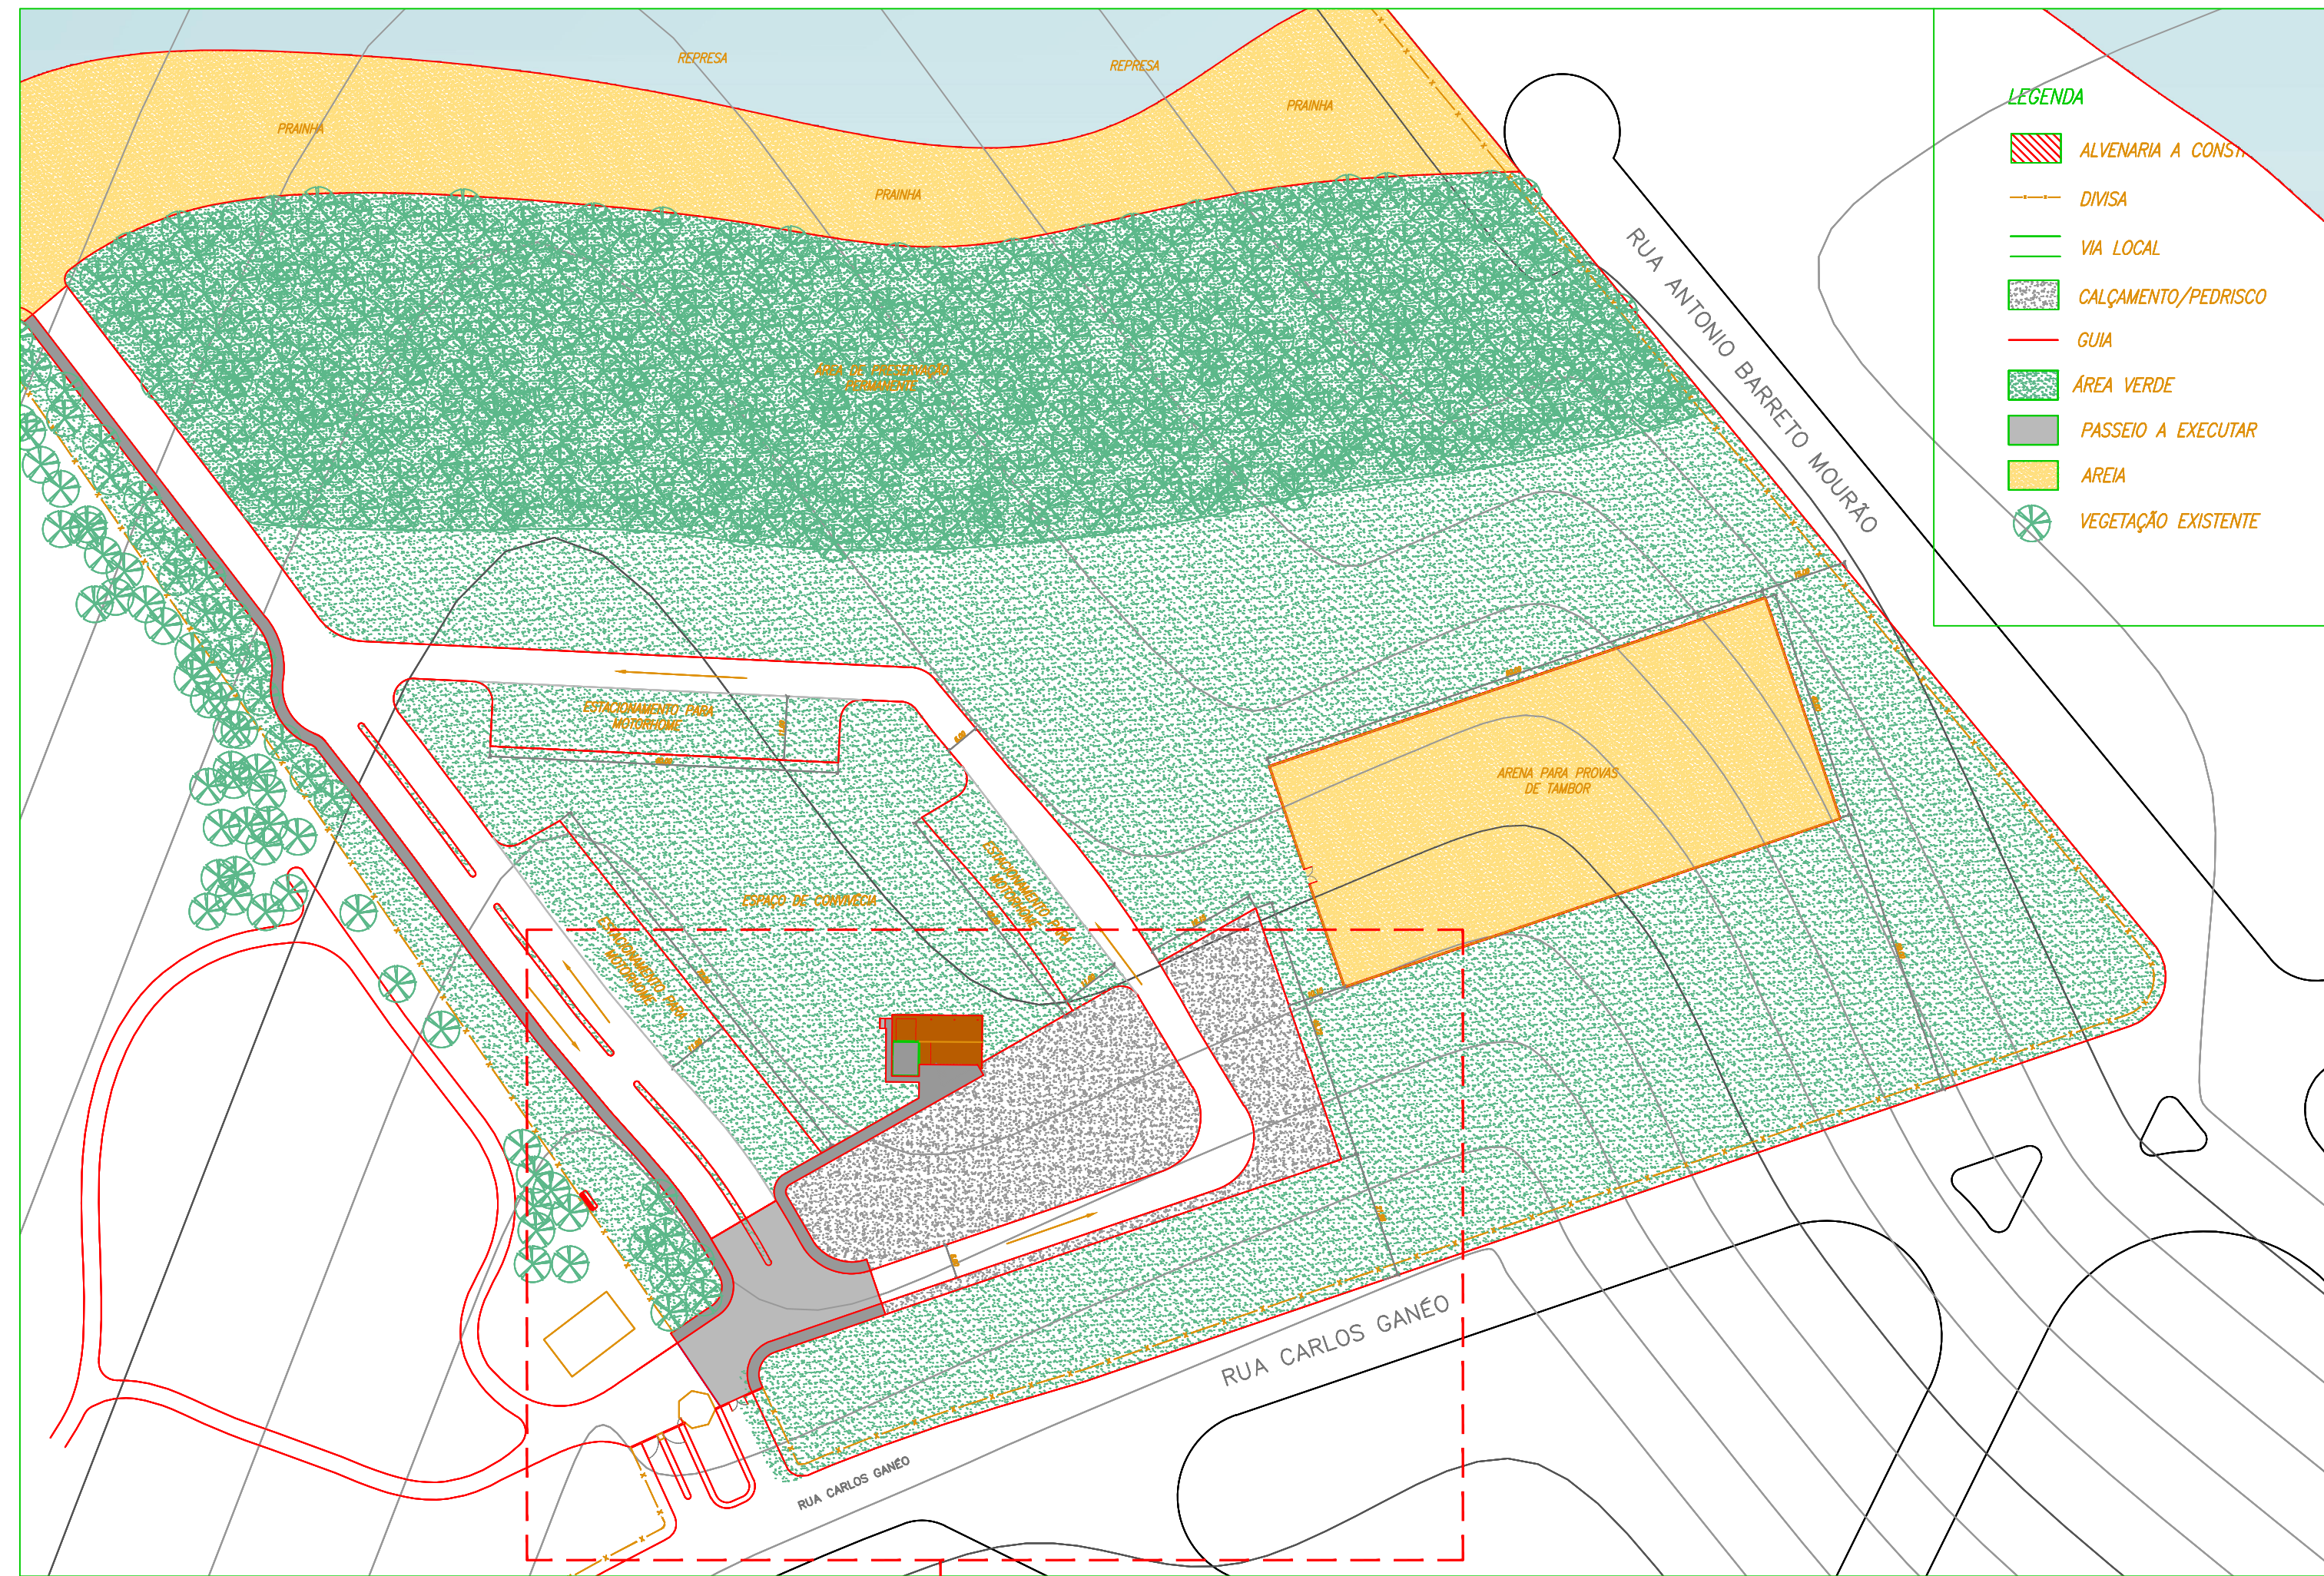 REPRESA
REPRESA
PRAINHA
PRAINHA
PRAINHA
LEGENDA
ALVENARIA A CONST
DIVISA
VIA LOCAL
CALÇAMENTO/PEDRISCO
GUIA
ÁREA VERDE
PASSEIO A EXECUTAR
AREIA
VEGETAÇÃO EXISTENTE
RUA ANTONIO BARRETO MOURÃO
ÁREA DE PRESERVAÇÃO
PERMANENTE
ESTACIONAMENTO PARA
MOTORHOME
ARENA PARA PROVAS
DE TAMBOR
ESTACIONAMENTO PARA
MOTORHOME
ESPAÇO DE CONVIVÊCIA
ESTACIONAMENTO PARA
MOTORHOME
RUA CARLOS GANÉO
RUA CARLOS GANÉO